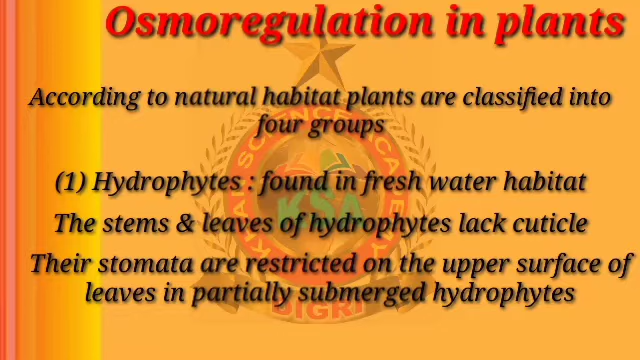 Osmoregulation in plants
According to natural habitat plants are classified into
four groups
(1) Hydrophytes : found in fresh water habitat
The stems & leaves of hydrophytes lack cuticle
Their stomata are restricted on the upper surface of
leaves in partially submerged hydrophytes
KSA
DIGRI